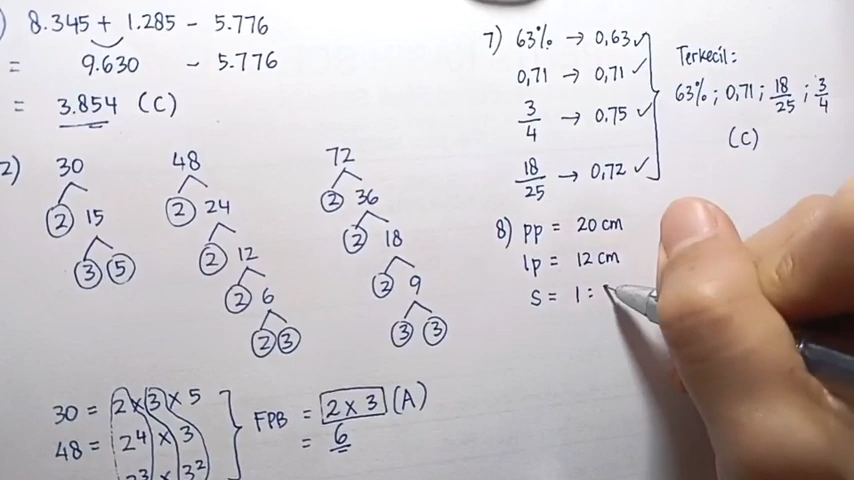 ) 8.345 + 1.285 - 5.776
= 9.630 - 5.776
= 3.854 (C)
2) 30 48 72
2 15 2 24 2 36
3 5 2 12 2 18
2 6 2 9
2 3 3 3
30 = 2 x 3 x 5
48 = 2⁴ x 3
2³ x 3²
FPB = 2 x 3 (A)
= 6
7) 63% → 0,63 ✓
0,71 → 0,71 ✓
3/4 → 0.75 ✓
18/25 → 0,72 ✓
Terkecil:
63% ; 0,71 ; 18/25 ; 3/4
(C)
8) pp = 20 cm
lp = 12 cm
S = 1 :